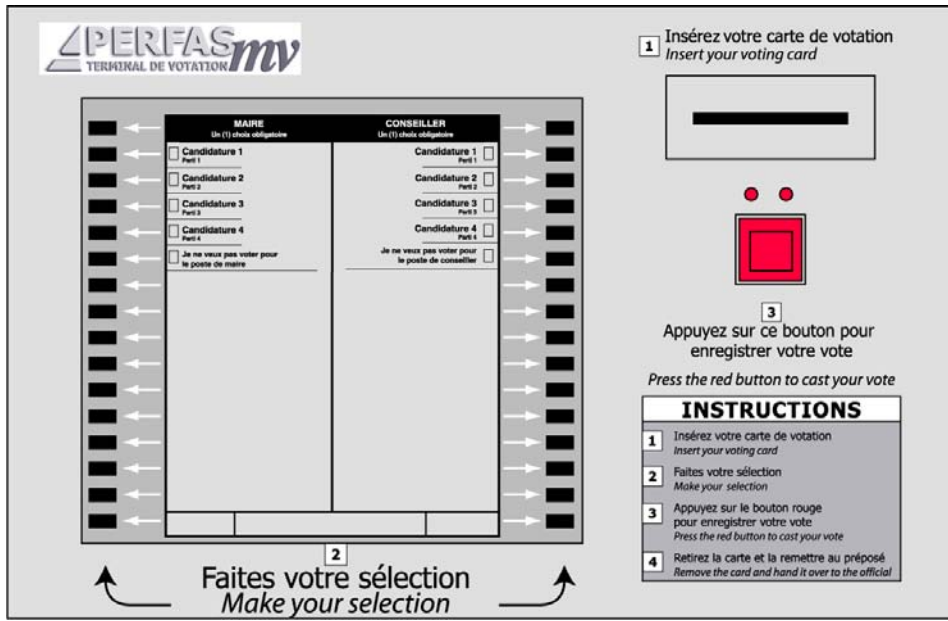 PERFAS mv
TERMINAL DE VOTATION
1 Insérez votre carte de votation
Insert your voting card
MAIRE
Un (1) choix obligatoire
Candidature 1
Parti 1
Candidature 2
Parti 2
Candidature 3
Parti 3
Candidature 4
Parti 4
Je ne veux pas voter pour
le poste de maire
CONSEILLER
Un (1) choix obligatoire
Candidature 1
Parti 1
Candidature 2
Parti 2
Candidature 3
Parti 3
Candidature 4
Parti 4
Je ne veux pas voter pour
le poste de conseiller
2
Faites votre sélection
Make your selection
3
Appuyez sur ce bouton pour
enregistrer votre vote
Press the red button to cast your vote
INSTRUCTIONS
1 Insérez votre carte de votation
Insert your voting card
2 Faites votre sélection
Make your selection
3 Appuyez sur le bouton rouge
pour enregistrer votre vote
Press the red button to cast your vote
4 Retirez la carte et la remettre au préposé
Remove the card and hand it over to the official